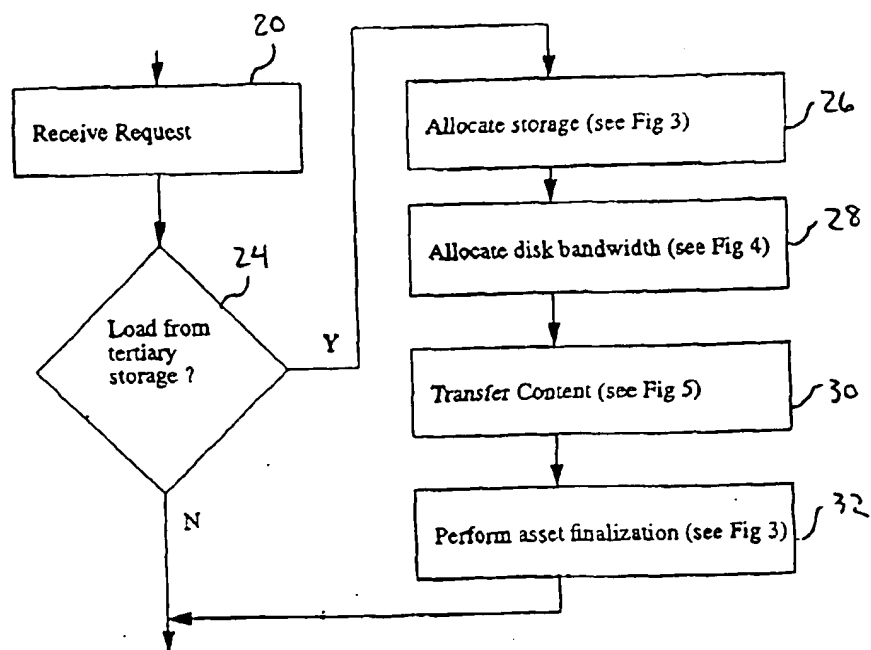 20
Receive Request
24
Load from
tertiary
storage ?
Y
N
Allocate storage (see Fig 3)
26
Allocate disk bandwidth (see Fig 4)
28
Transfer Content (see Fig 5)
30
Perform asset finalization (see Fig 3)
32